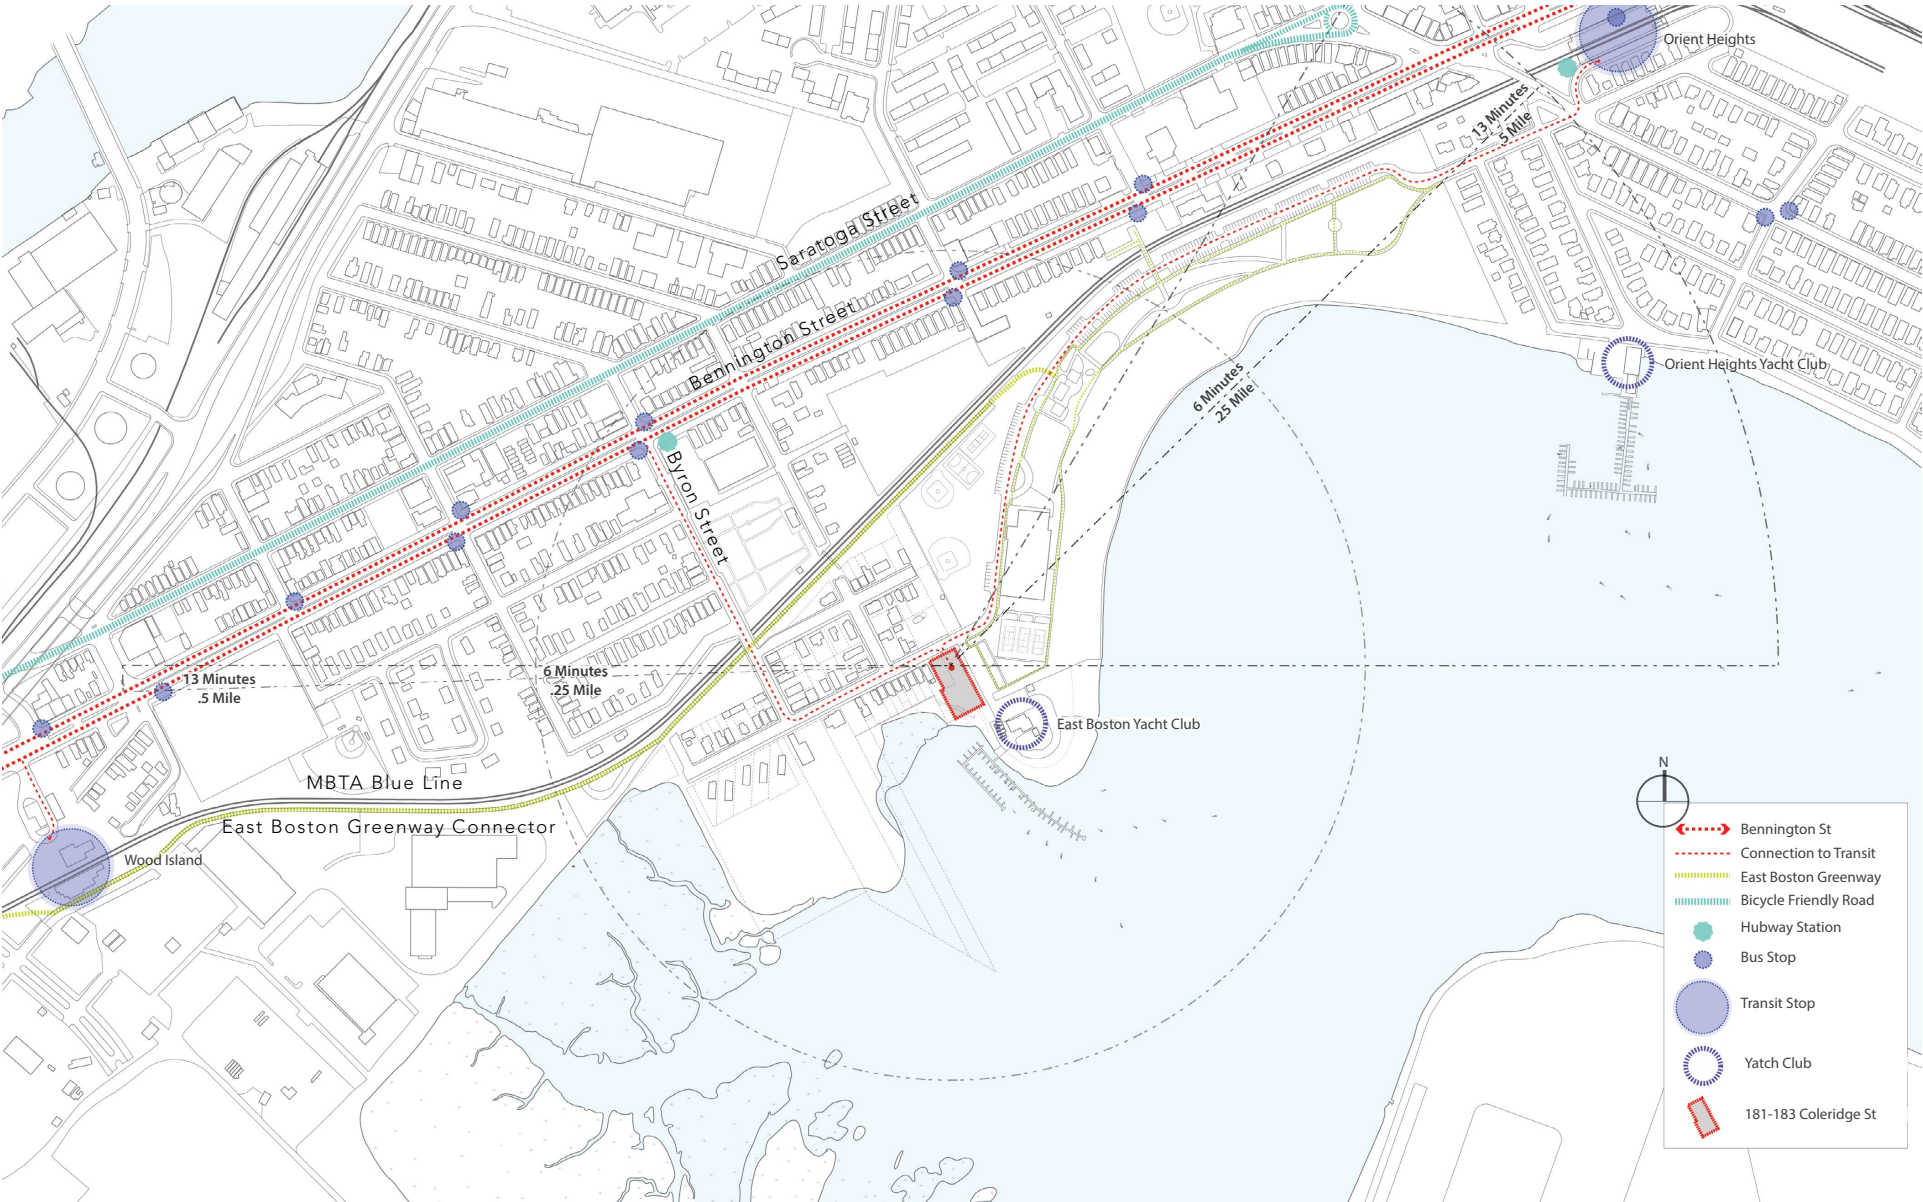 Orient Heights
13 Minutes
.5 Mile
Saratoga Street
Bennington Street
Orient Heights Yacht Club
6 Minutes
.25 Mile
Byron Street
13 Minutes
.5 Mile
6 Minutes
.25 Mile
East Boston Yacht Club
MBTA Blue Line
East Boston Greenway Connector
Wood Island
N
Bennington St
Connection to Transit
East Boston Greenway
Bicycle Friendly Road
Hubway Station
Bus Stop
Transit Stop
Yatch Club
181-183 Coleridge St